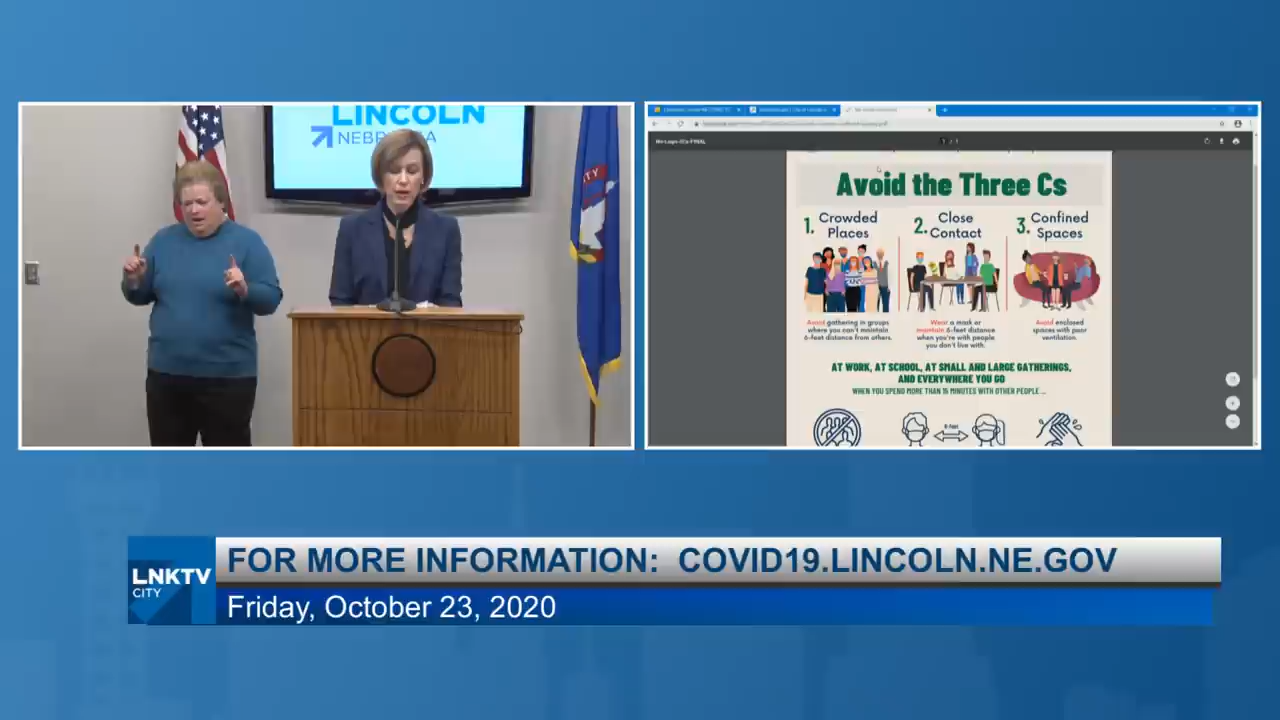 LINCOLN
NEBRASKA
CITY
Avoid the Three Cs
1. Crowded
Places
2. Close
Contact
3. Confined
Spaces
Avoid gathering in groups
where you can't maintain
6-feet distance from others.
Wear a mask or
maintain 6-feet distance
when you're with people
you don't live with.
Avoid enclosed
spaces with poor
ventilation.
AT WORK, AT SCHOOL, AT SMALL AND LARGE GATHERINGS,
AND EVERYWHERE YOU GO
WHEN YOU SPEND MORE THAN 15 MINUTES WITH OTHER PEOPLE ...
6-feet
LNKTV
CITY
FOR MORE INFORMATION: COVID19.LINCOLN.NE.GOV
Friday, October 23, 2020